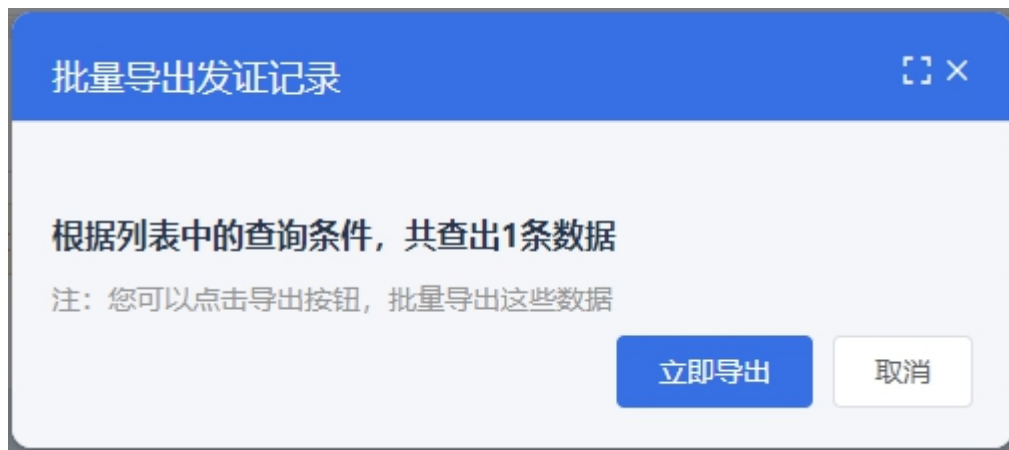 批量导出发证记录
根据列表中的查询条件，共查出1条数据
注：您可以点击导出按钮，批量导出这些数据
立即导出
取消